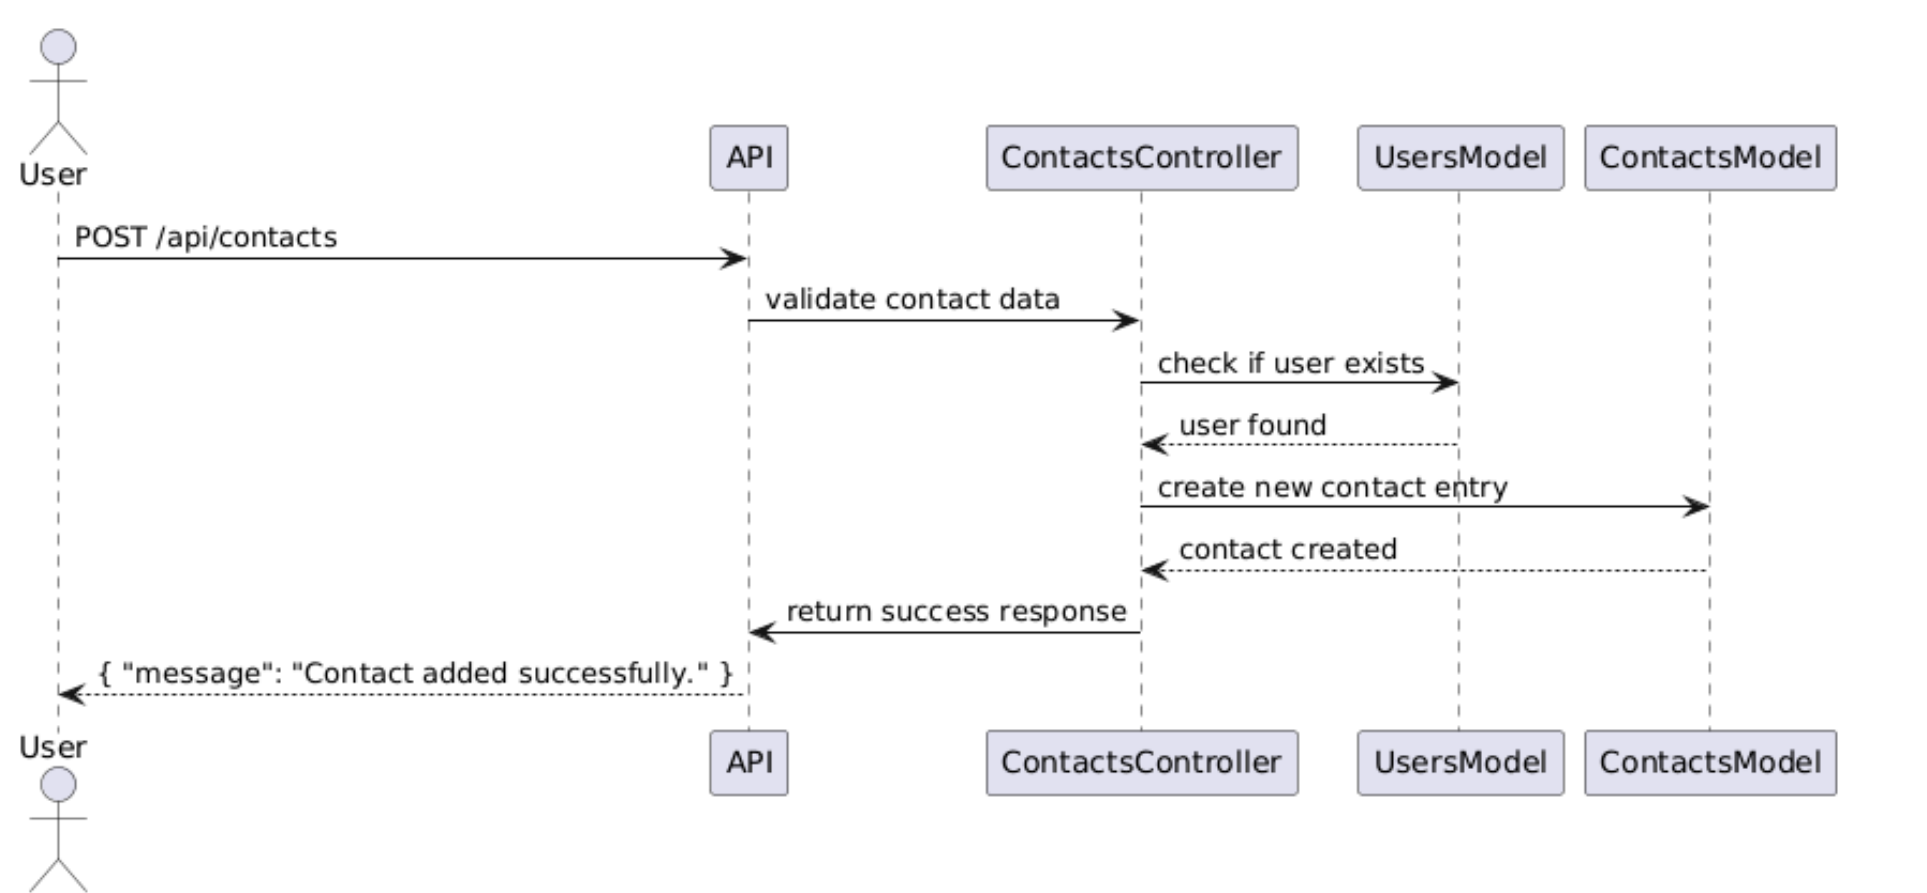 User
API
ContactsController
UsersModel
ContactsModel
POST /api/contacts
validate contact data
check if user exists
user found
create new contact entry
contact created
return success response
{ "message": "Contact added successfully." }
User
API
ContactsController
UsersModel
ContactsModel